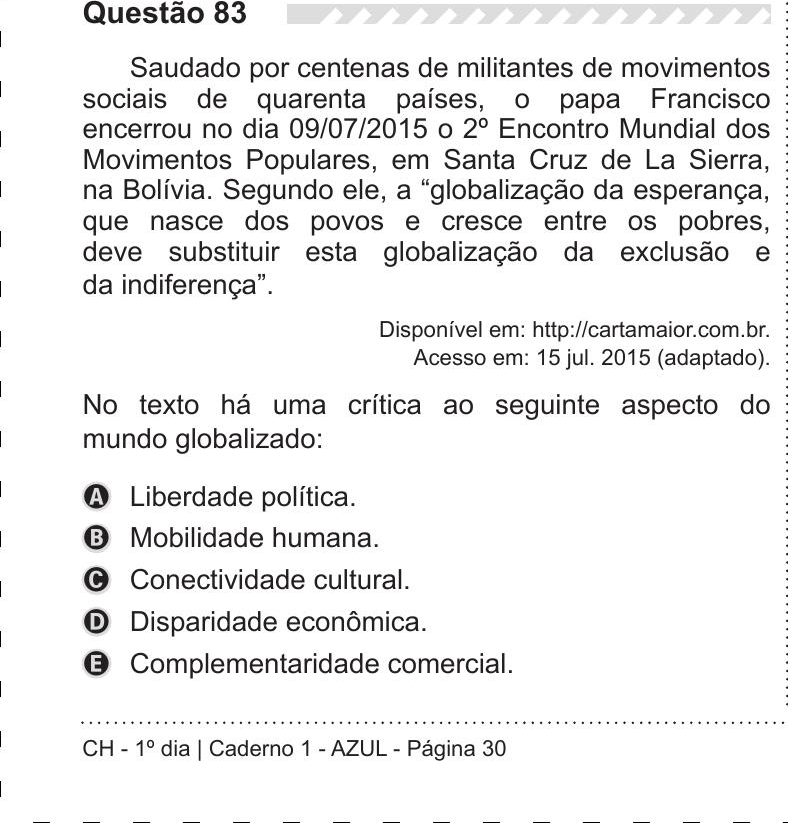 Questão 83
Saudado por centenas de militantes de movimentos
sociais de quarenta países, o papa Francisco
encerrou no dia 09/07/2015 o 2º Encontro Mundial dos
Movimentos Populares, em Santa Cruz de La Sierra,
na Bolívia. Segundo ele, a “globalização da esperança,
que nasce dos povos e cresce entre os pobres,
deve substituir esta globalização da exclusão e
da indiferença”.
Disponível em: http://cartamaior.com.br.
Acesso em: 15 jul. 2015 (adaptado).
No texto há uma crítica ao seguinte aspecto do
mundo globalizado:
A Liberdade política.
B Mobilidade humana.
C Conectividade cultural.
D Disparidade econômica.
E Complementaridade comercial.
CH - 1º dia | Caderno 1 - AZUL - Página 30